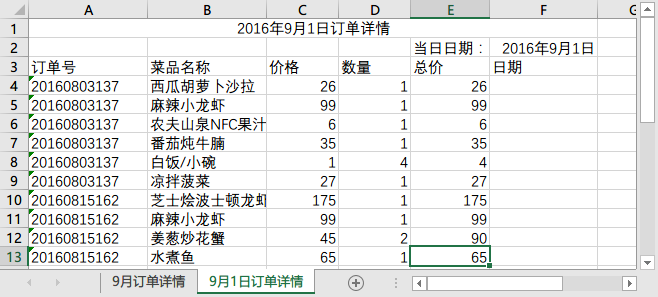 A B C D E F G
1 2016年9月1日订单详情
2 当日日期： 2016年9月1日
3 订单号 菜品名称 价格 数量 总价 日期
4 20160803137 西瓜胡萝卜沙拉 26 1 26
5 20160803137 麻辣小龙虾 99 1 99
6 20160803137 农夫山泉NFC果汁 6 1 6
7 20160803137 番茄炖牛腩 35 1 35
8 20160803137 白饭/小碗 1 4 4
9 20160803137 凉拌菠菜 27 1 27
10 20160815162 芝士烩波士顿龙虾 175 1 175
11 20160815162 麻辣小龙虾 99 1 99
12 20160815162 姜葱炒花蟹 45 2 90
13 20160815162 水煮鱼 65 1 65
9月订单详情 9月1日订单详情